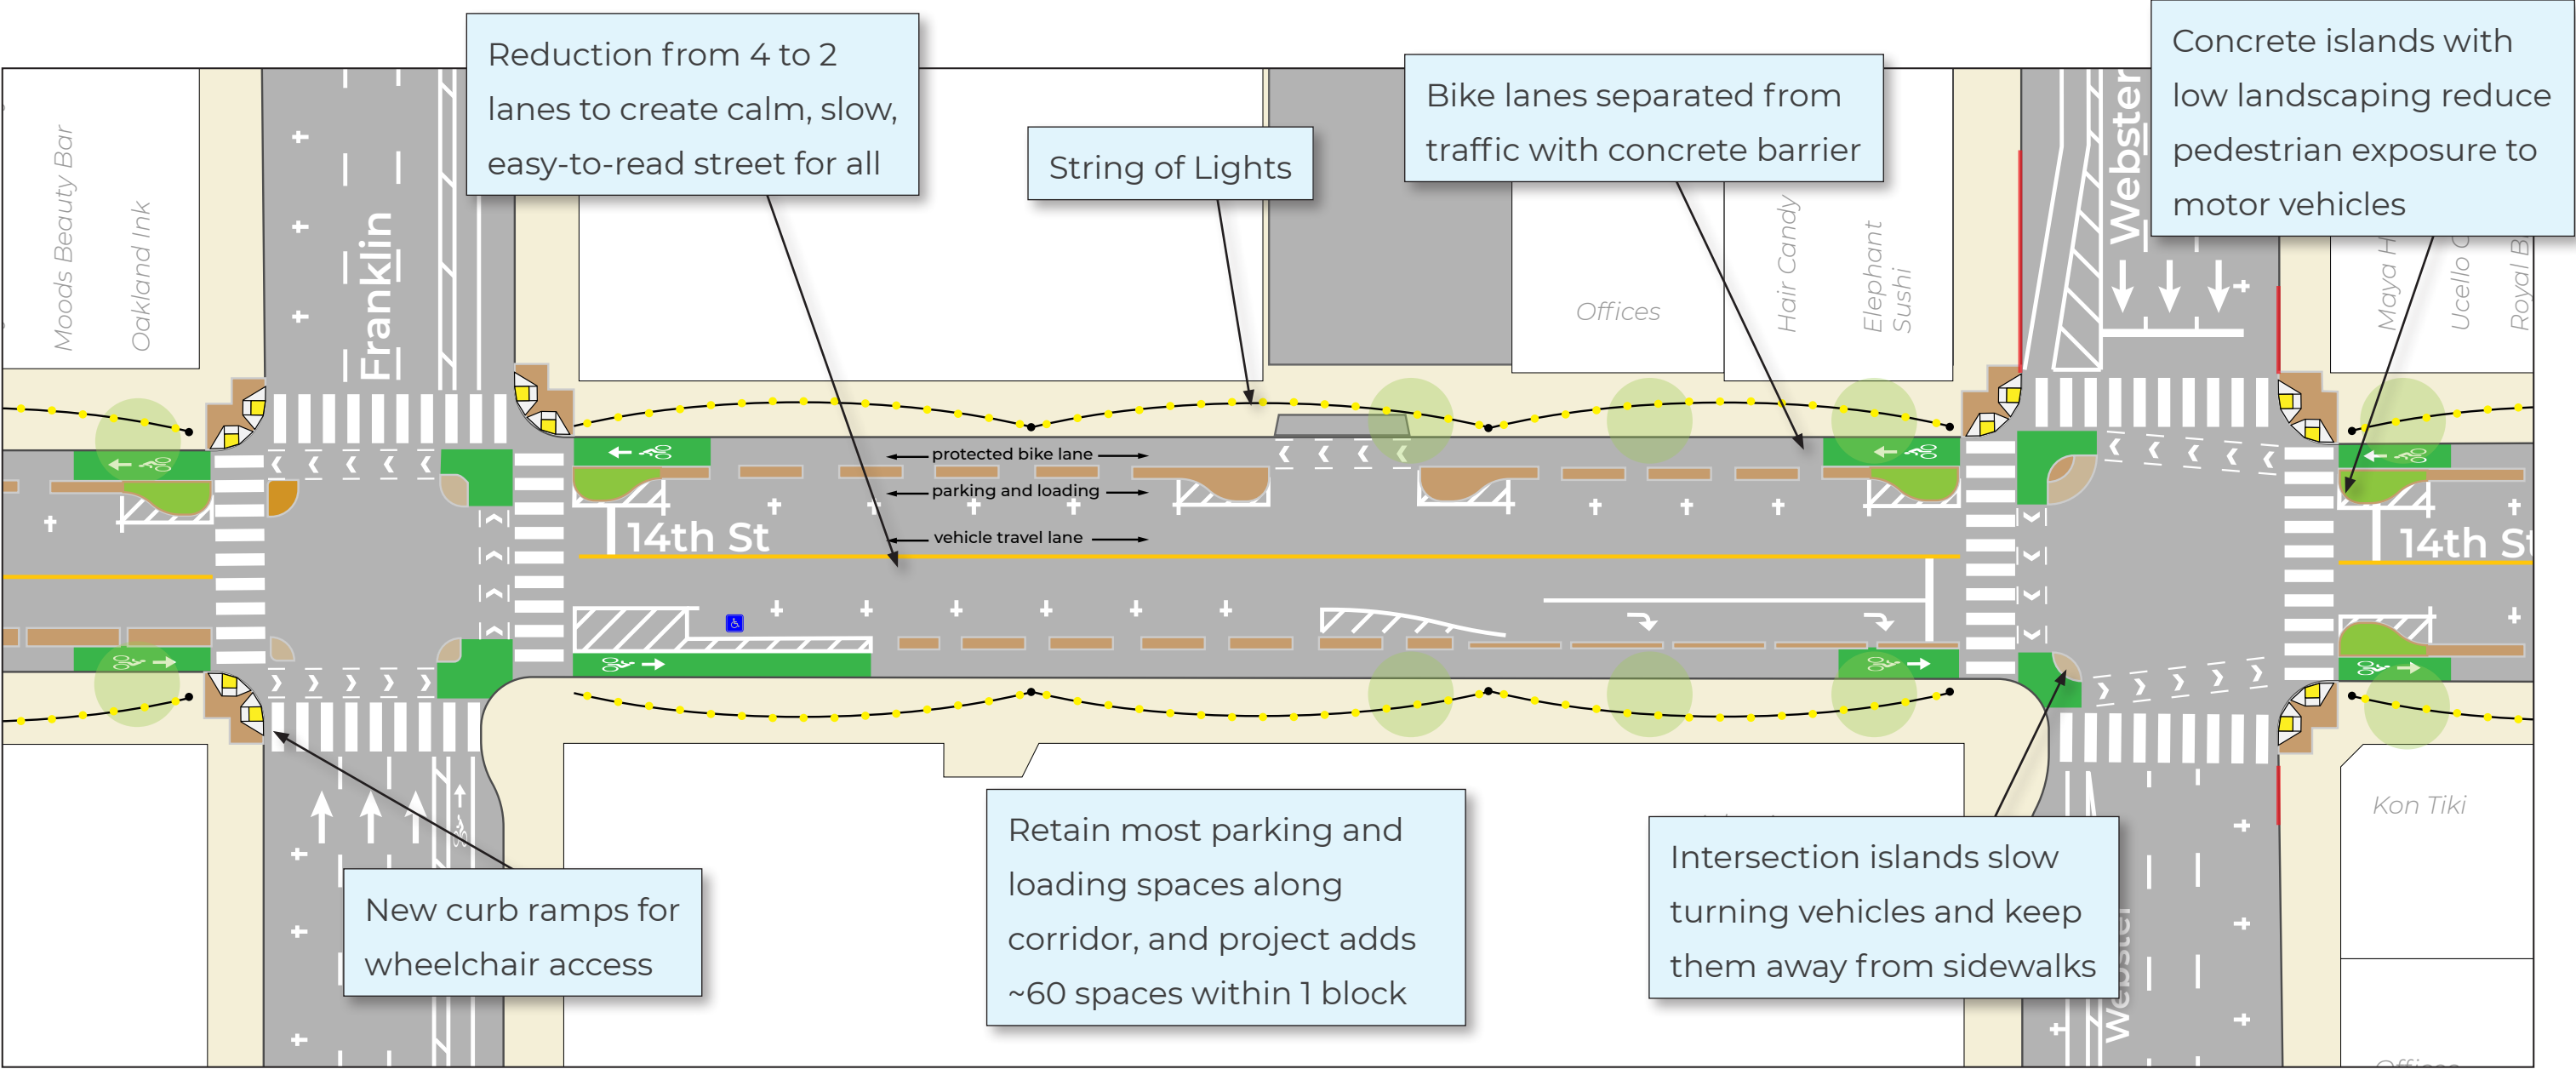 Reduction from 4 to 2
lanes to create calm, slow,
easy-to-read street for all
String of Lights
Bike lanes separated from
traffic with concrete barrier
Concrete islands with
low landscaping reduce
pedestrian exposure to
motor vehicles
Moods Beauty Bar
Oakland Ink
Franklin
Offices
Hair Candy
Elephant
Sushi
Webster
Maya
Ucello
Royal
protected bike lane
parking and loading
vehicle travel lane
14th St
14th St
New curb ramps for
wheelchair access
Retain most parking and
loading spaces along
corridor, and project adds
~60 spaces within 1 block
Intersection islands slow
turning vehicles and keep
them away from sidewalks
Webster
Kon Tiki
Offices